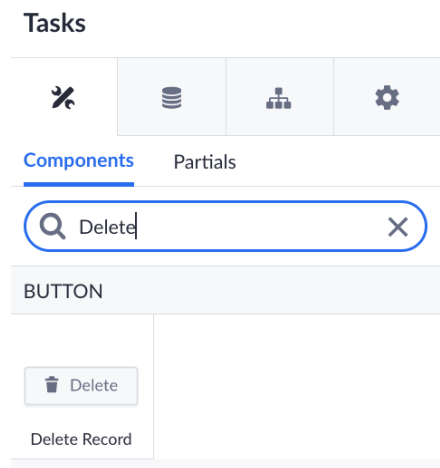 Tasks
Components Partials
Delete
BUTTON
Delete
Delete Record